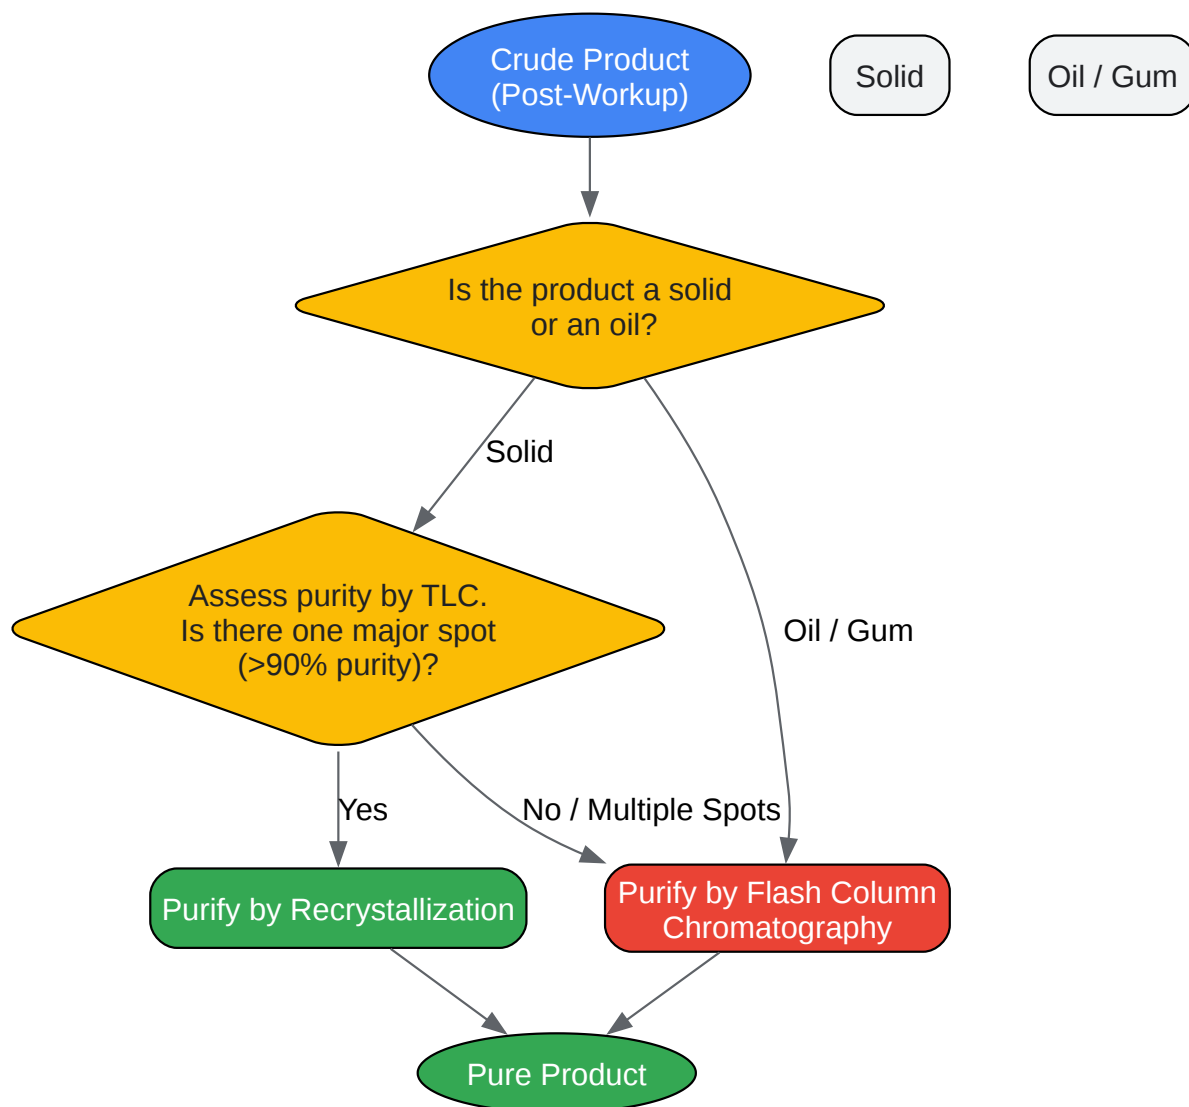 Crude Product
(Post-Workup)
Solid
Oil / Gum
Is the product a solid
or an oil?
Solid
Assess purity by TLC.
Is there one major spot
(>90% purity)?
Oil / Gum
Yes
No / Multiple Spots
Purify by Recrystallization
Purify by Flash Column
Chromatography
Pure Product